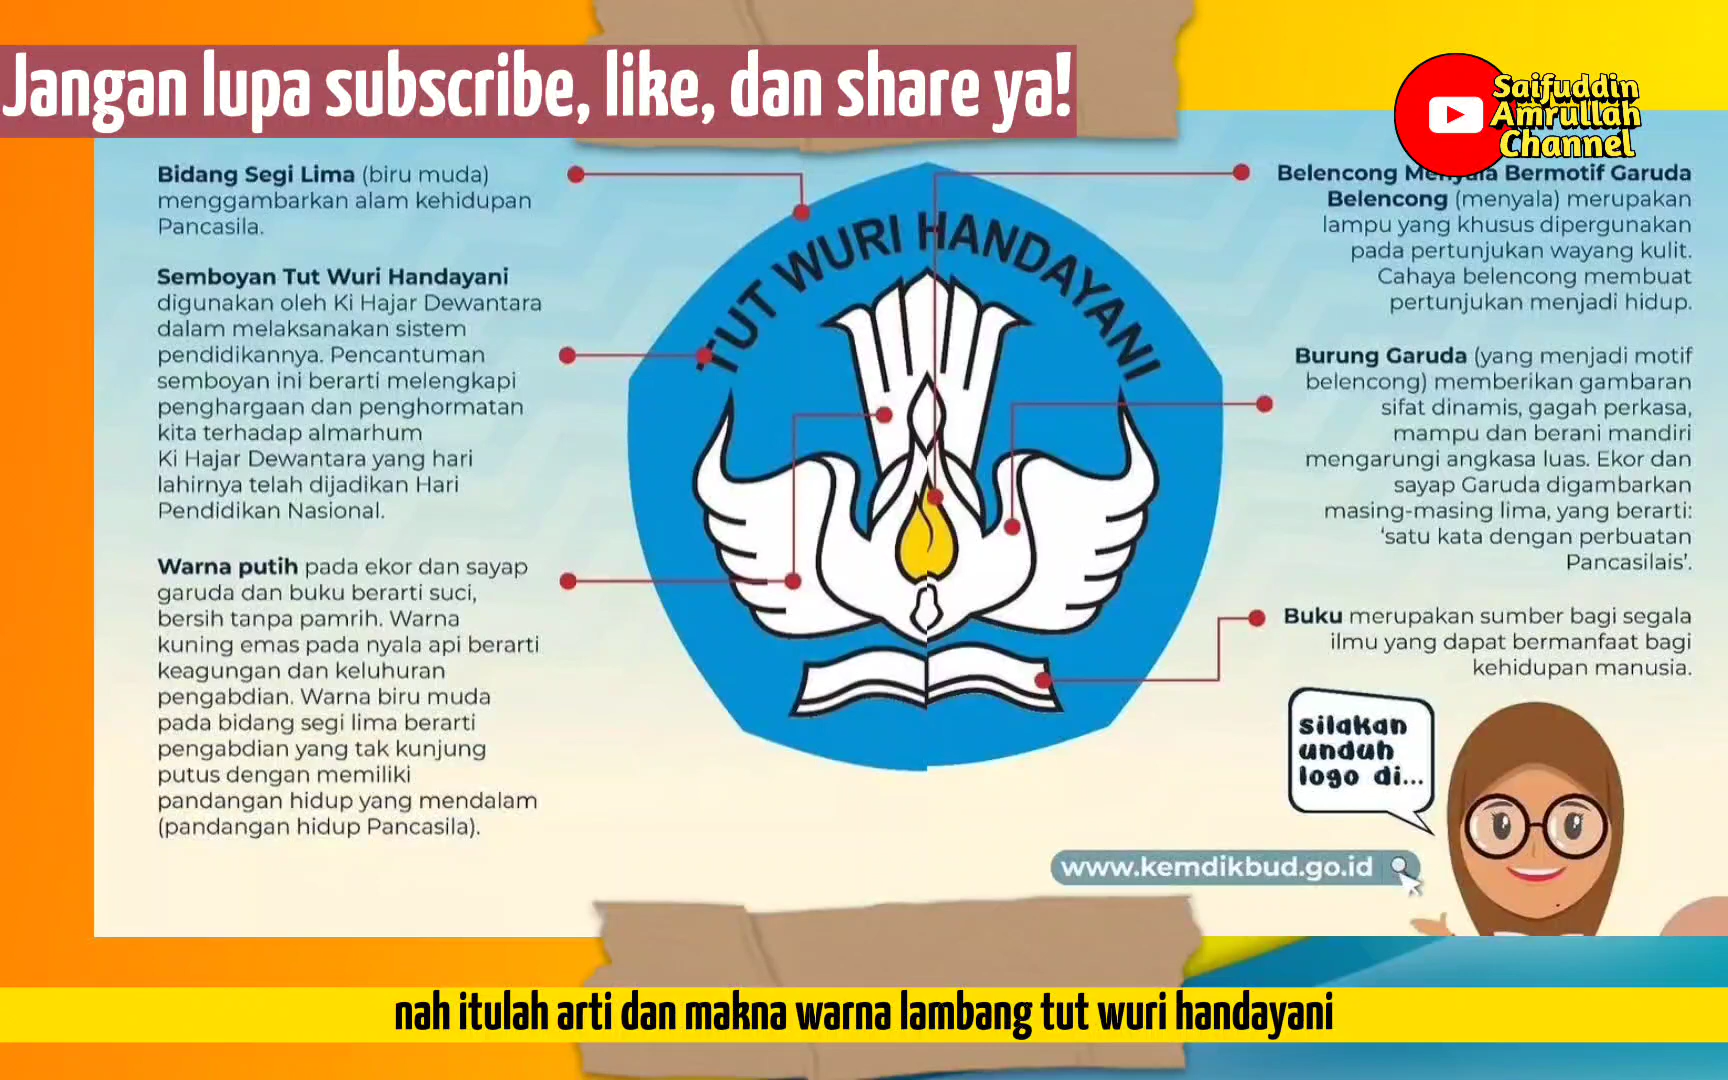 Jangan lupa subscribe, like, dan share ya!
Saifuddin
Amrullah
Channel
Bidang Segi Lima (biru muda)
menggambarkan alam kehidupan
Pancasila.
Semboyan Tut Wuri Handayani
digunakan oleh Ki Hajar Dewantara
dalam melaksanakan sistem
pendidikannya. Pencantuman
semboyan ini berarti melengkapi
penghargaan dan penghormatan
kita terhadap almarhum
Ki Hajar Dewantara yang hari
lahirnya telah dijadikan Hari
Pendidikan Nasional.
Warna putih pada ekor dan sayap
garuda dan buku berarti suci,
bersih tanpa pamrih. Warna
kuning emas pada nyala api berarti
keagungan dan keluhuran
pengabdian. Warna biru muda
pada bidang segi lima berarti
pengabdian yang tak kunjung
putus dengan memiliki
pandangan hidup yang mendalam
(pandangan hidup Pancasila).
TUT WURI HANDAYANI
Belencong Menyala Bermotif Garuda
Belencong (menyala) merupakan
lampu yang khusus dipergunakan
pada pertunjukan wayang kulit.
Cahaya belencong membuat
pertunjukan menjadi hidup.
Burung Garuda (yang menjadi motif
belencong) memberikan gambaran
sifat dinamis, gagah perkasa,
mampu dan berani mandiri
mengarungi angkasa luas. Ekor dan
sayap Garuda digambarkan
masing-masing lima, yang berarti:
'satu kata dengan perbuatan
Pancasilais'.
Buku merupakan sumber bagi segala
ilmu yang dapat bermanfaat bagi
kehidupan manusia.
silakan
unduh
logo di...
www.kemdikbud.go.id
nah itulah arti dan makna warna lambang tut wuri handayani